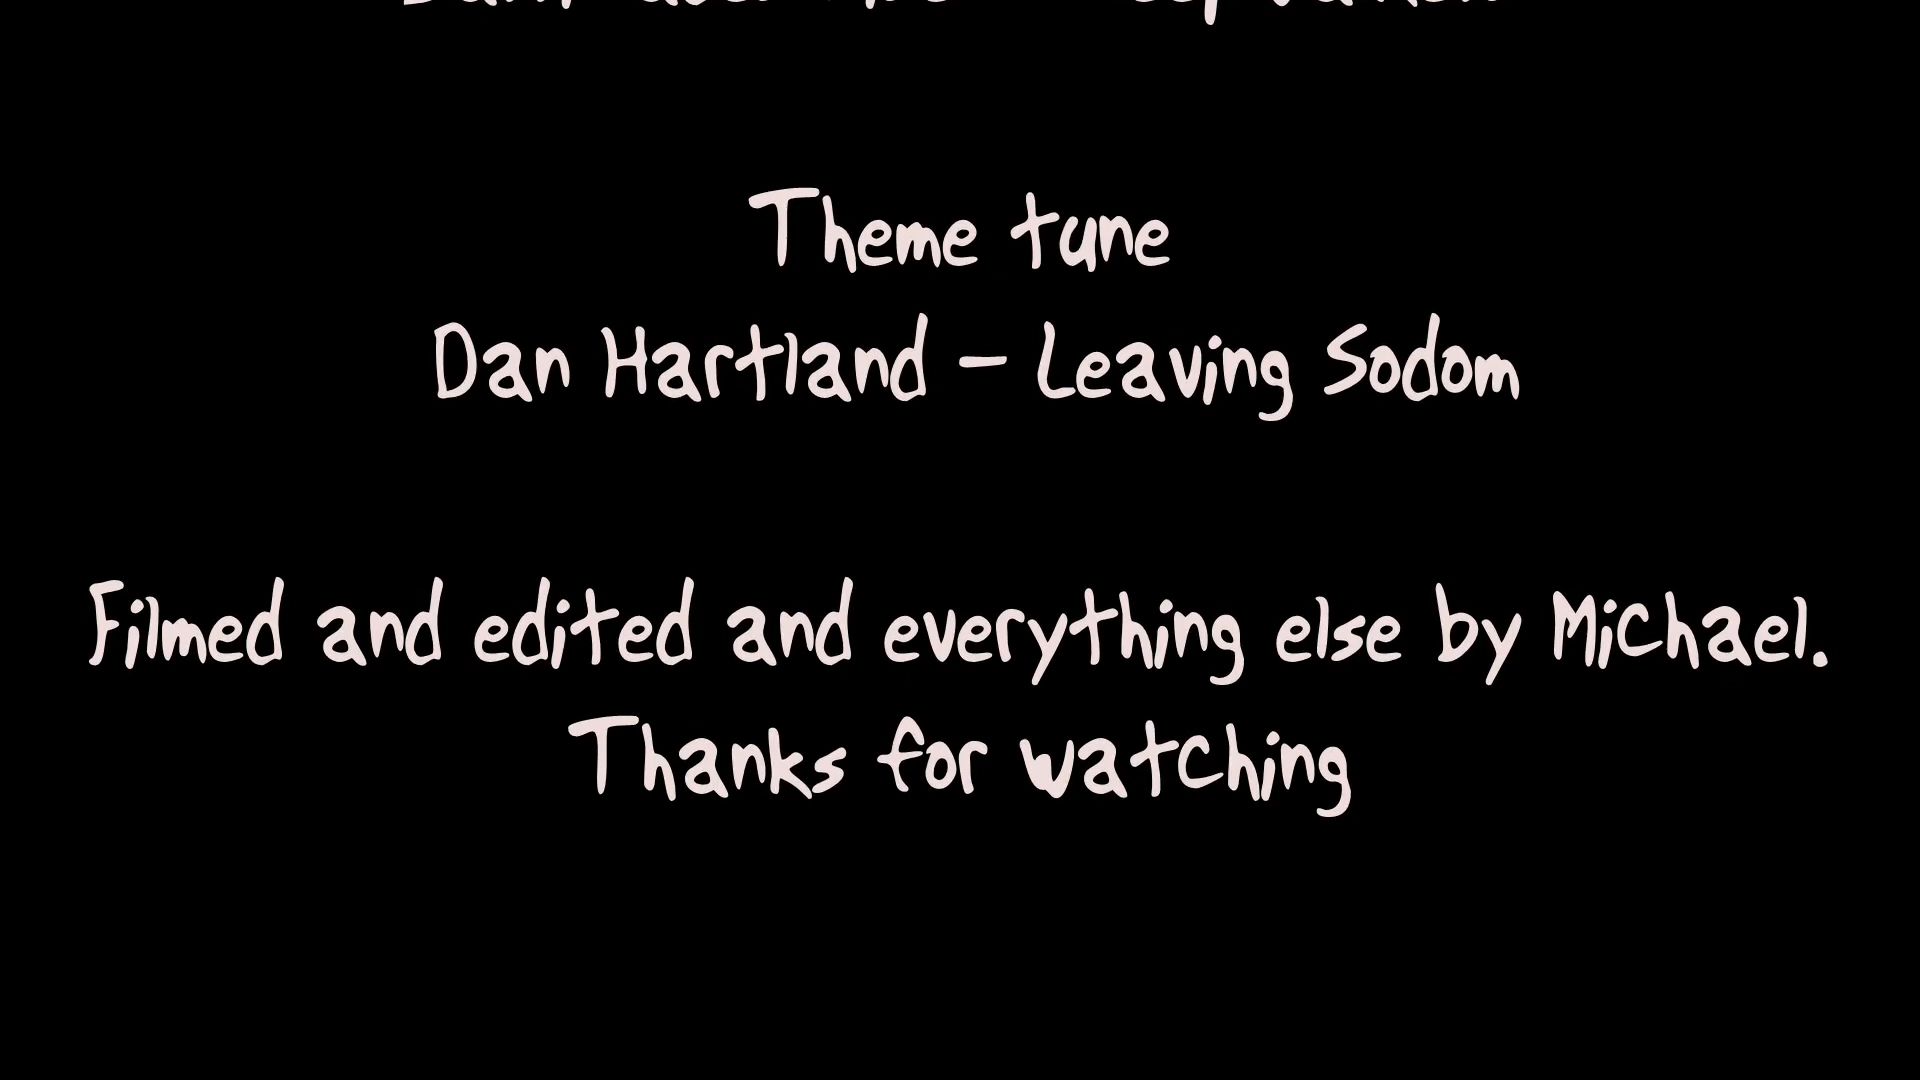 Theme tune
Dan Hartland - Leaving Sodom
Filmed and edited and everything else by Michael.
Thanks for watching